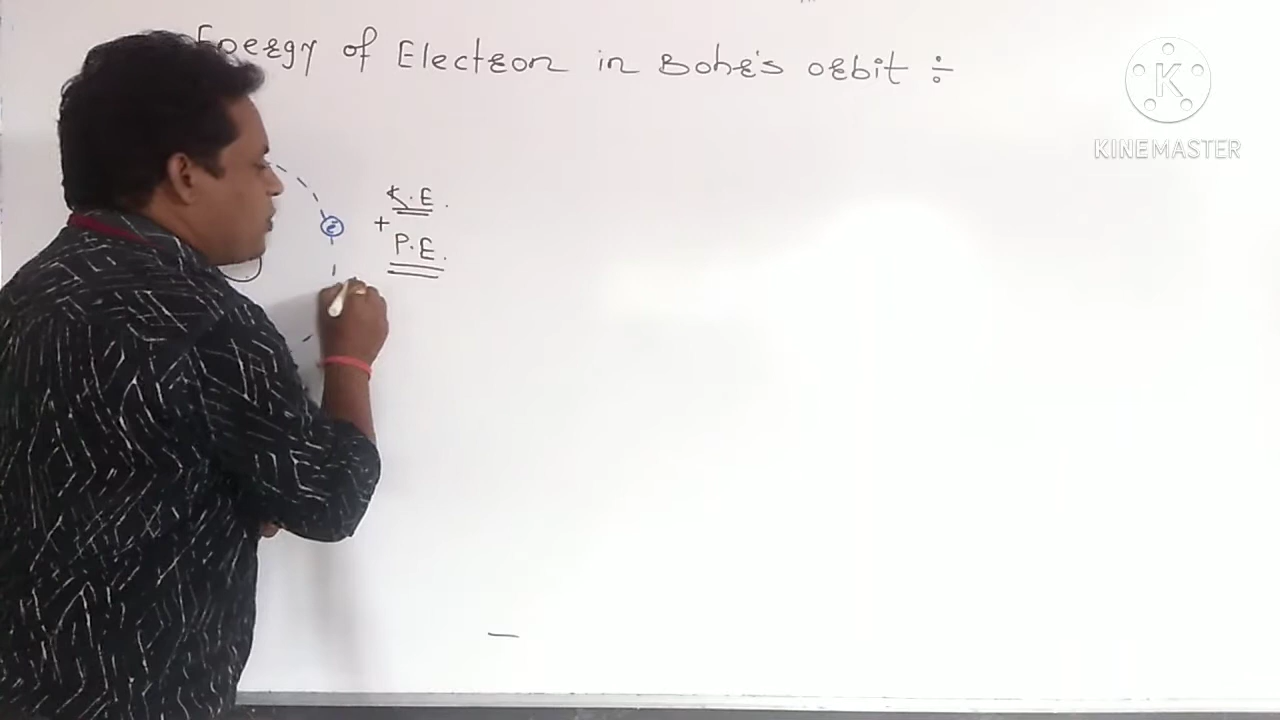 Energy of Electron in Bohr's orbit ÷
K.E.
+
P.E.
e⁻
K
KINEMASTER